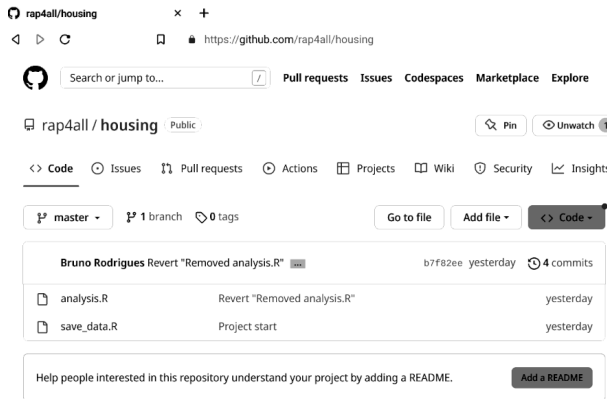 rap4all/housing × +
https://github.com/rap4all/housing
Search or jump to... / Pull requests Issues Codespaces Marketplace Explore
rap4all / housing Public Pin Unwatch 1
<> Code Issues Pull requests Actions Projects Wiki Security Insights
master 1 branch 0 tags Go to file Add file <> Code
Bruno Rodrigues Revert "Removed analysis.R" ... b7f82ee yesterday 4 commits
analysis.R Revert "Removed analysis.R" yesterday
save_data.R Project start yesterday
Help people interested in this repository understand your project by adding a README. Add a README